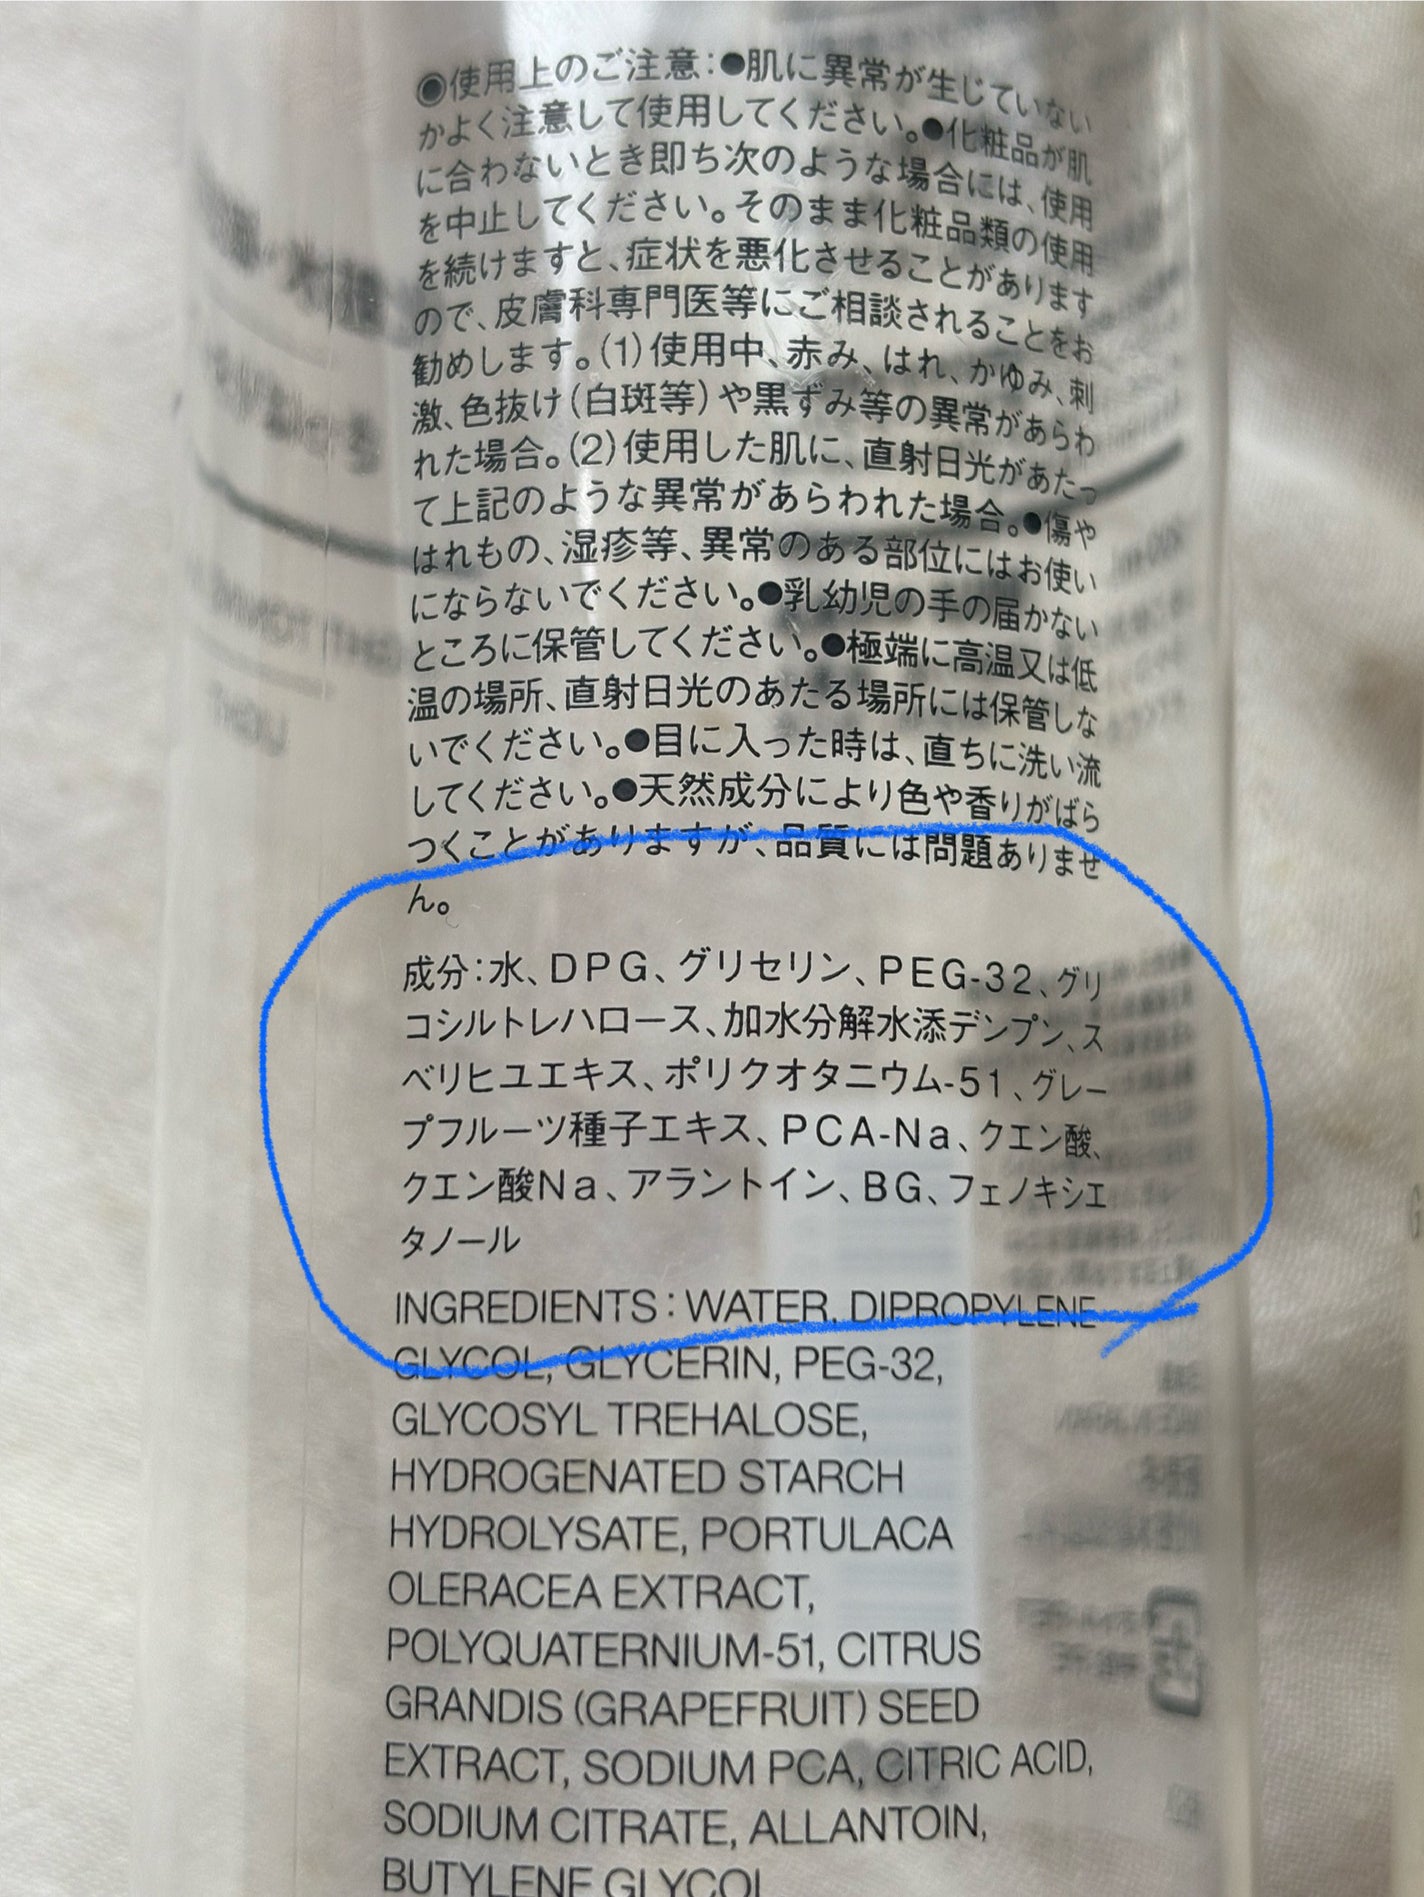 ◉使用上のご注意:●肌に異常が生じていない
かよく注意して使用してください。●化粧品が肌
に合わないとき即ち次のような場合には、使用
を中止してください。そのまま化粧品類の使用
を続けますと、症状を悪化させることがあります
ので、皮膚科専門医等にご相談されることをお
勧めします。(1)使用中、赤み、はれ、かゆみ、刺
激、色抜け(白斑等)や黒ずみ等の異常があらわ
れた場合。(2)使用した肌に、直射日光があたっ
て上記のような異常があらわれた場合。●傷や
はれもの、湿疹等、異常のある部位にはお使い
にならないでください。●乳幼児の手の届かない
ところに保管してください。●極端に高温又は低
温の場所、直射日光のあたる場所には保管しな
いでください。●目に入った時は、直ちに洗い流
してください。●天然成分により色や香りがばら
つくことがありますが、品質には問題ありませ
ん。
成分:水、DPG、グリセリン、PEG-32、グリ
コシルトレハロース、加水分解水添デンプン、ス
ベリヒユエキス、ポリクオタニウム-51、グレー
プフルーツ種子エキス、PCA-Na、クエン酸、
クエン酸Na、アラントイン、BG、フェノキシエ
タノール
INGREDIENTS : WATER, DIPROPYLENE
GLYCOL, GLYCERIN, PEG-32,
GLYCOSYL TREHALOSE,
HYDROGENATED STARCH
HYDROLYSATE, PORTULACA
OLERACEA EXTRACT,
POLYQUATERNIUM-51, CITRUS
GRANDIS (GRAPEFRUIT) SEED
EXTRACT, SODIUM PCA, CITRIC ACID,
SODIUM CITRATE, ALLANTOIN,
BUTYLENE GLYCOL